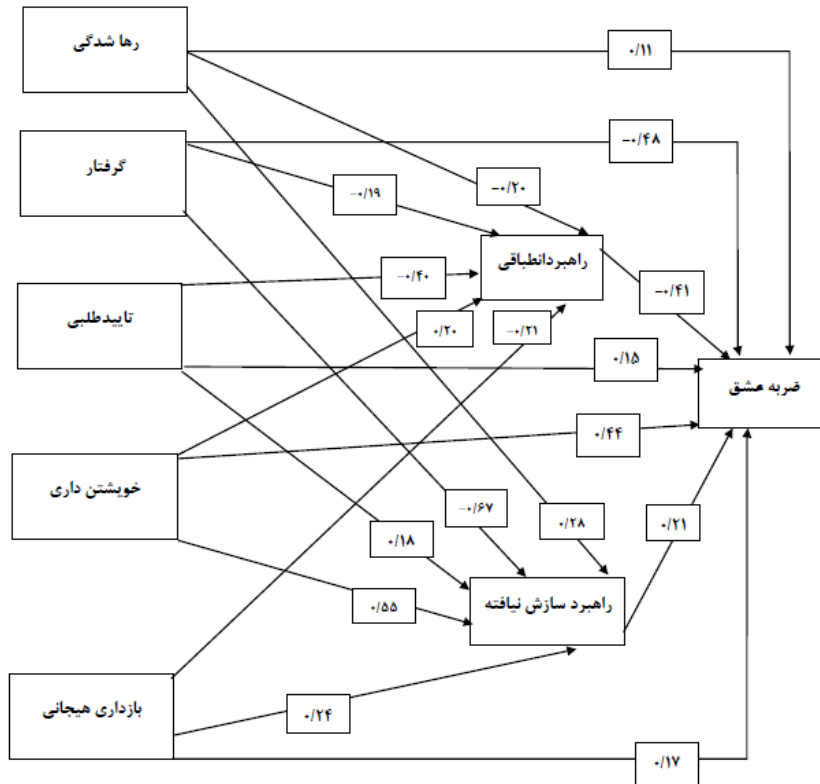 رها شدگی
۰/۱۱
گرفتار
−۰/۴۸
−۰/۱۹
−۰/۲۰
راهبردانطباقی
تاییدطلبی
−۰/۴۰
۰/۲۰
−۰/۲۱
−۰/۴۱
۰/۱۵
ضربه عشق
خویشتن داری
۰/۴۴
−۰/۶۷
۰/۲۸
۰/۲۱
۰/۱۸
۰/۵۵
راهبرد سازش نیافته
بازداری هیجانی
۰/۲۴
۰/۱۷